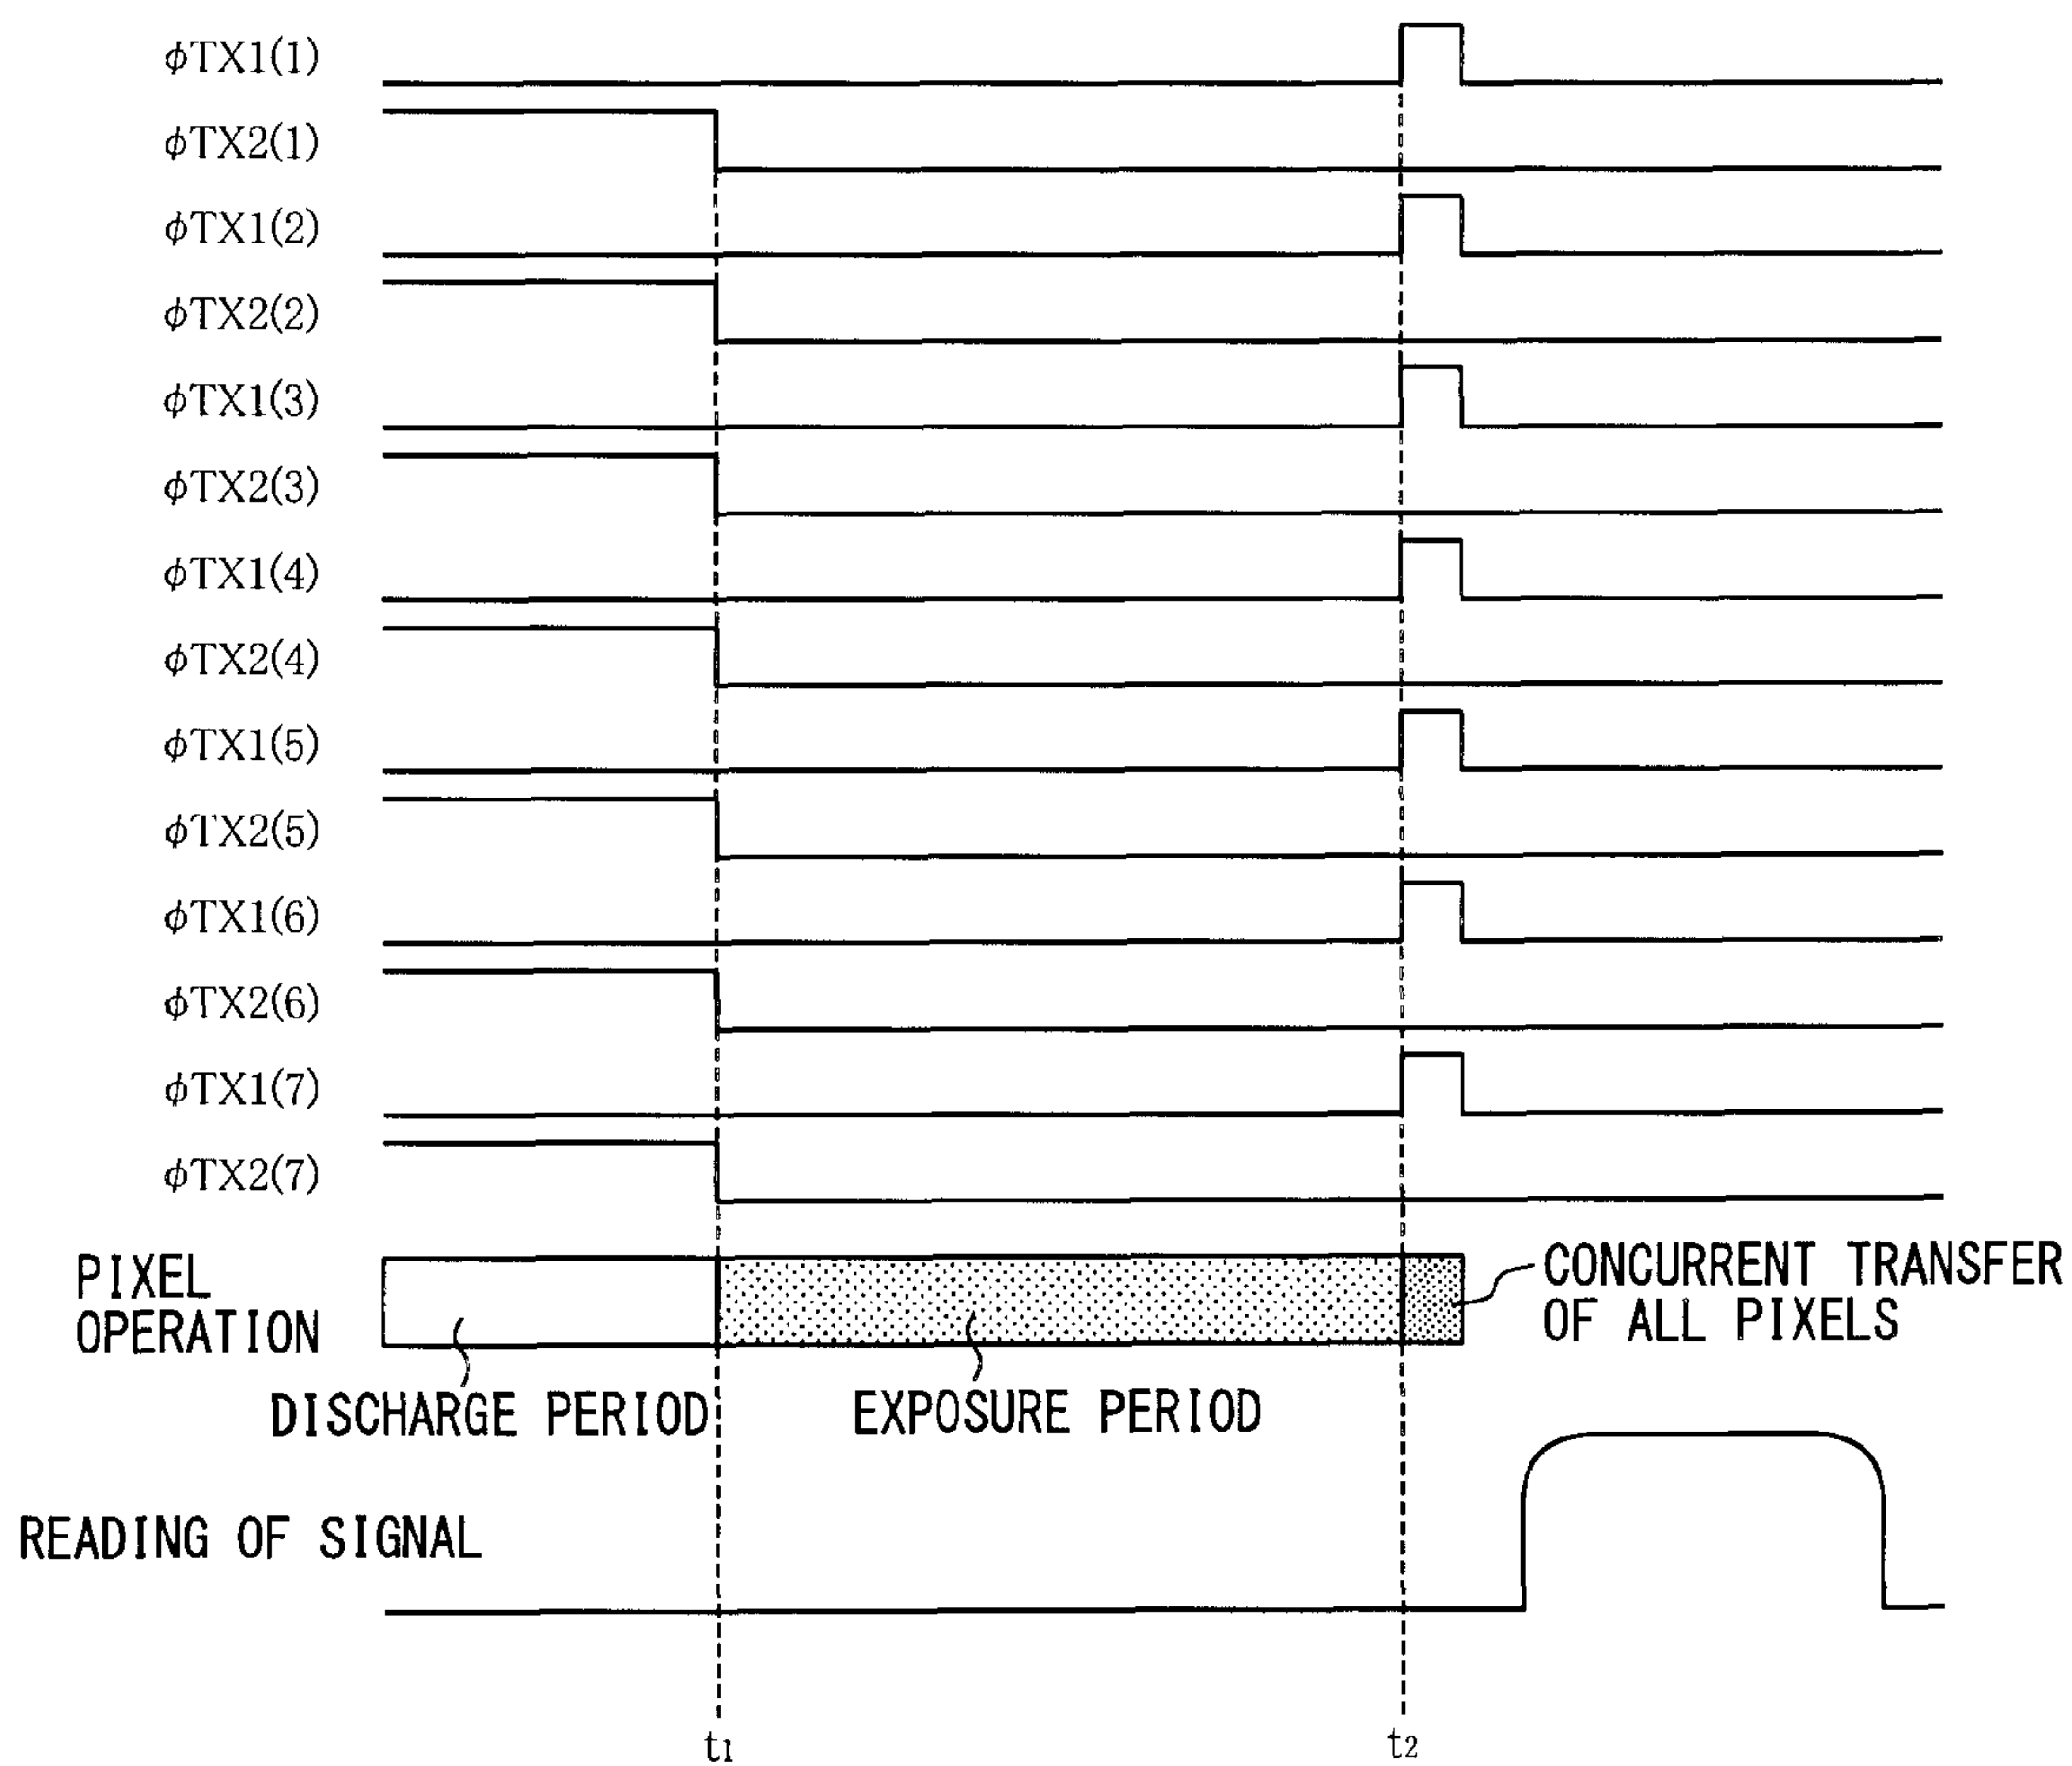 ϕTX1(1)
ϕTX2(1)
ϕTX1(2)
ϕTX2(2)
ϕTX1(3)
ϕTX2(3)
ϕTX1(4)
ϕTX2(4)
ϕTX1(5)
ϕTX2(5)
ϕTX1(6)
ϕTX2(6)
ϕTX1(7)
ϕTX2(7)
PIXEL
OPERATION
CONCURRENT TRANSFER
OF ALL PIXELS
DISCHARGE PERIOD
EXPOSURE PERIOD
READING OF SIGNAL
t1
t2